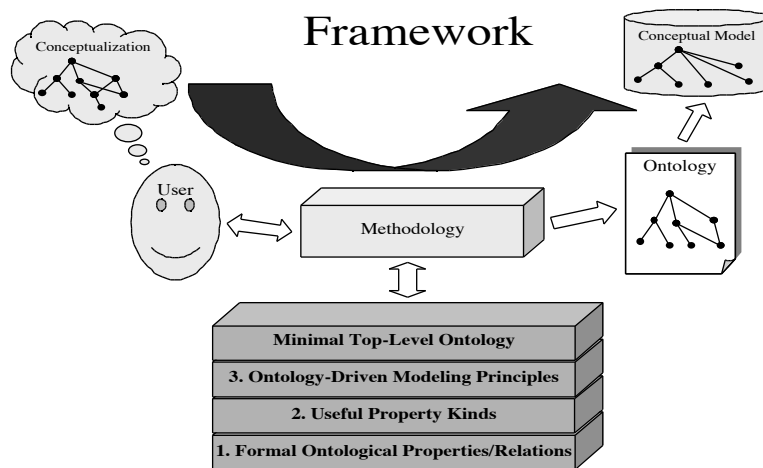 Framework
Conceptualization
Conceptual Model
User
Methodology
Ontology
Minimal Top-Level Ontology
3. Ontology-Driven Modeling Principles
2. Useful Property Kinds
1. Formal Ontological Properties/Relations